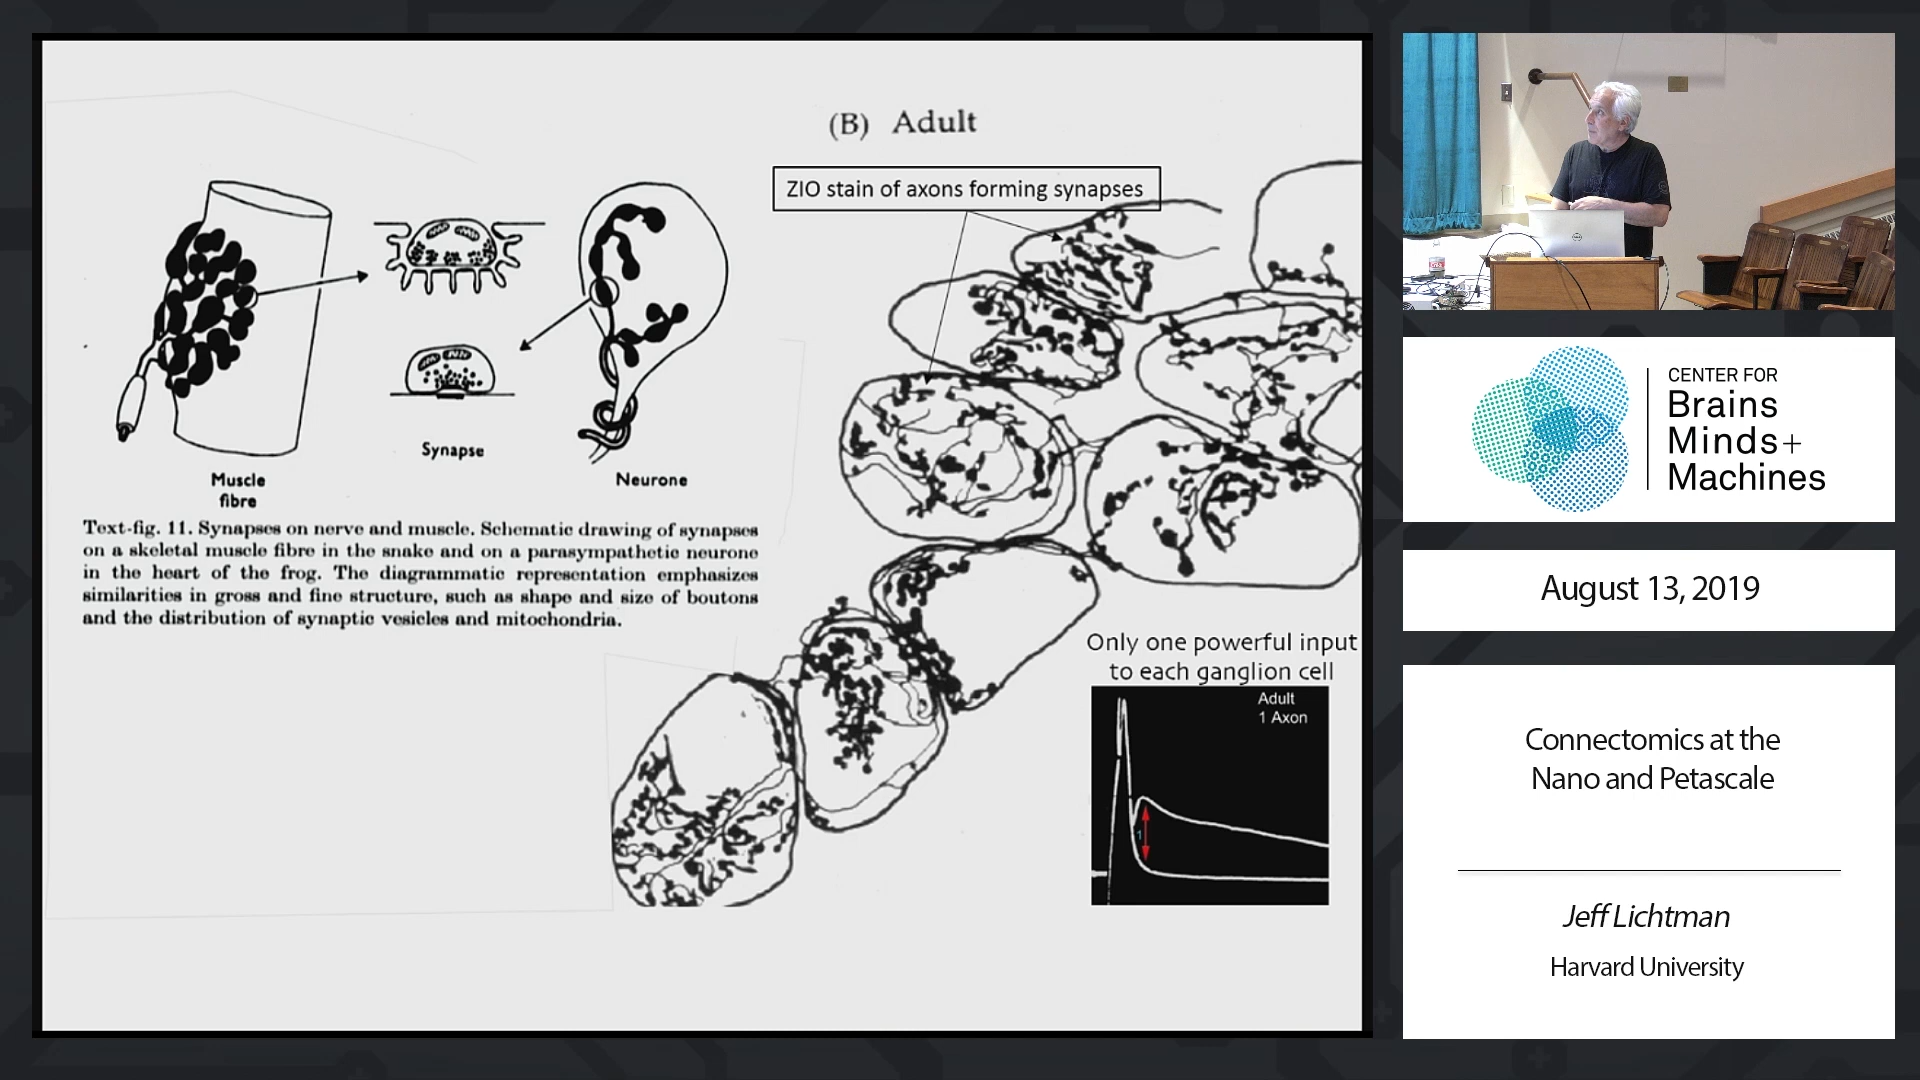 (B) Adult
ZIO stain of axons forming synapses
Synapse
Muscle
fibre
Neurone
Text-fig. 11. Synapses on nerve and muscle. Schematic drawing of synapses
on a skeletal muscle fibre in the snake and on a parasympathetic neurone
in the heart of the frog. The diagrammatic representation emphasizes
similarities in gross and fine structure, such as shape and size of boutons
and the distribution of synaptic vesicles and mitochondria.
Only one powerful input
to each ganglion cell
Adult
1 Axon
1
CENTER FOR
Brains
Minds+
Machines
August 13, 2019
Connectomics at the
Nano and Petascale
Jeff Lichtman
Harvard University